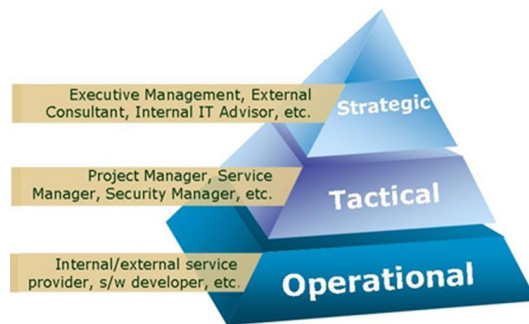 Executive Management, External
Consultant, Internal IT Advisor, etc.
Strategic
Project Manager, Service
Manager, Security Manager, etc.
Tactical
Internal/external service
provider, s/w developer, etc.
Operational